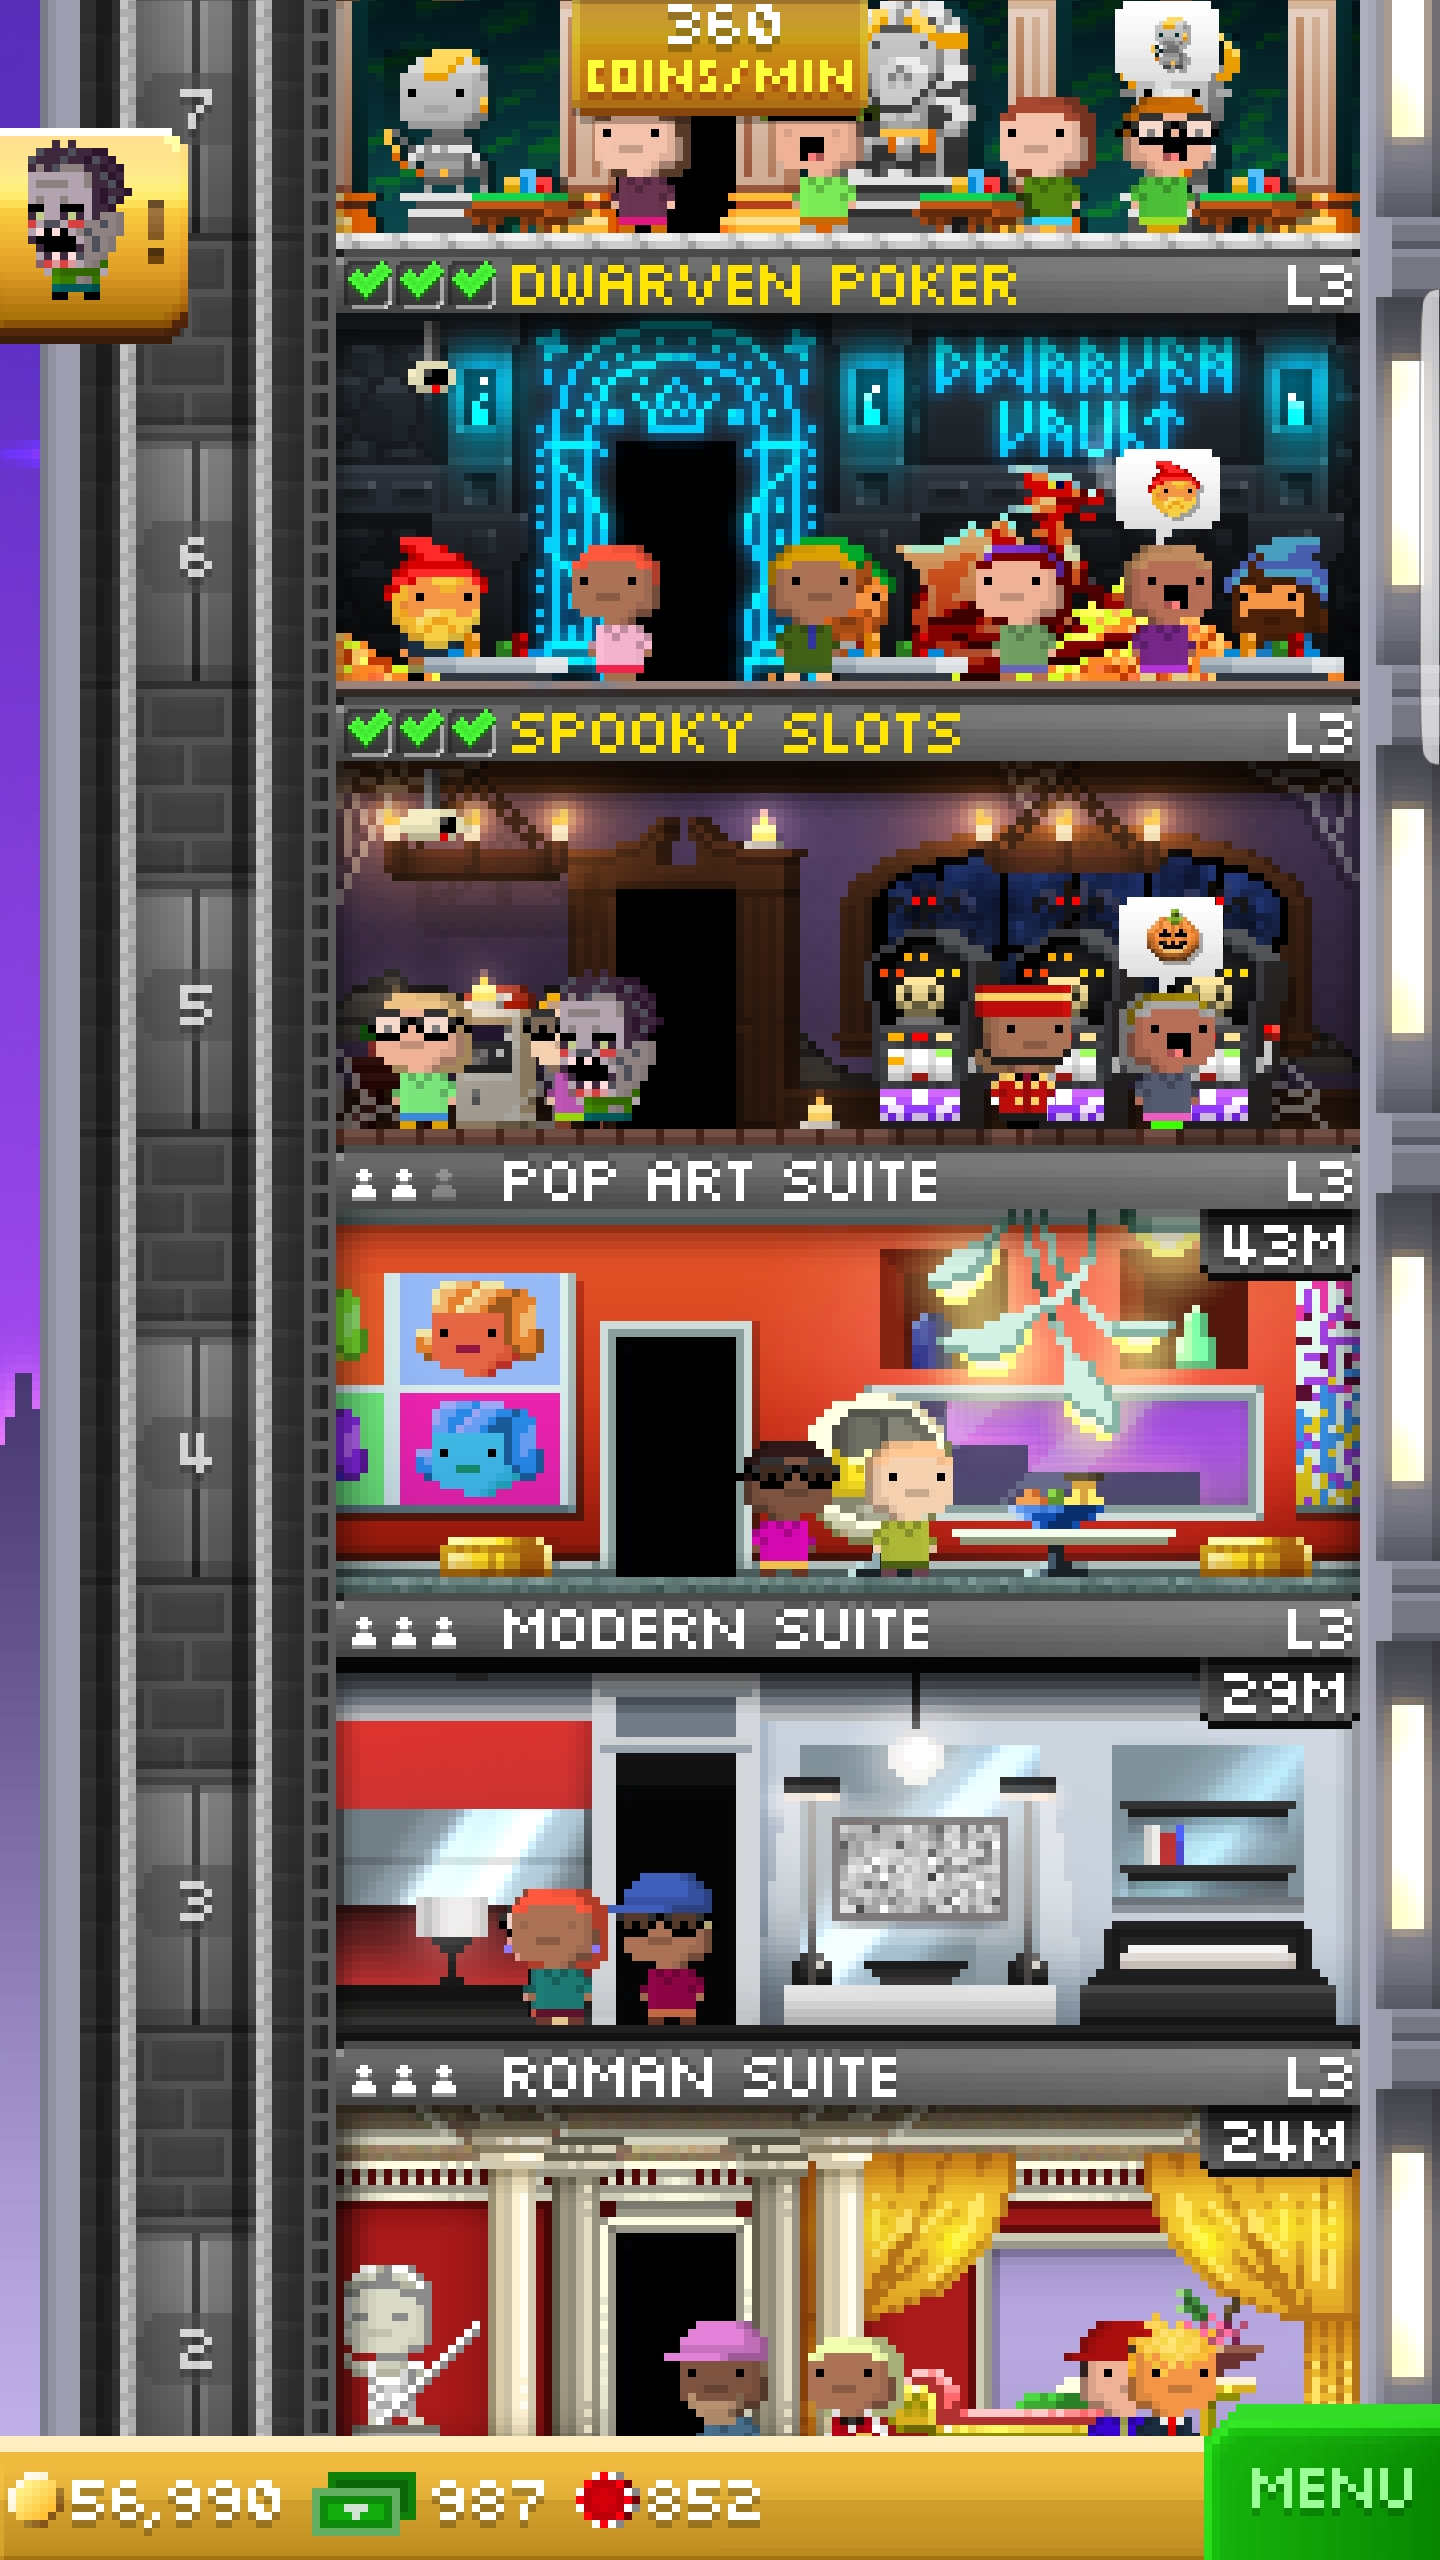 360
COINS/MIN
7
!
DWARVEN POKER L3
DWARVEN
VAULT
6
SPOOKY SLOTS L3
5
POP ART SUITE L3
43M
4
MODERN SUITE L3
29M
3
ROMAN SUITE L3
24M
2
56,990 987 852
MENU